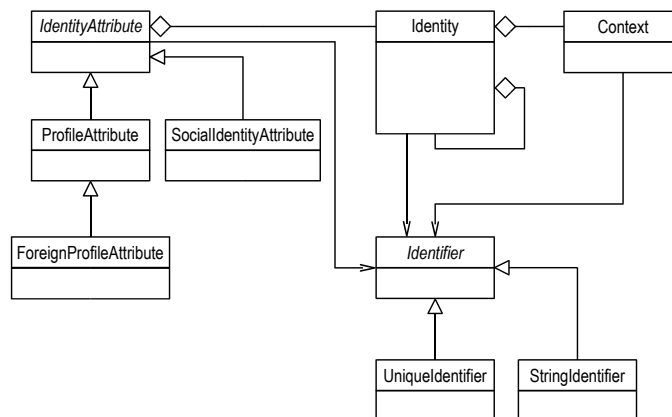 IdentityAttribute
Identity
Context
ProfileAttribute
SocialIdentityAttribute
ForeignProfileAttribute
Identifier
UniqueIdentifier
StringIdentifier